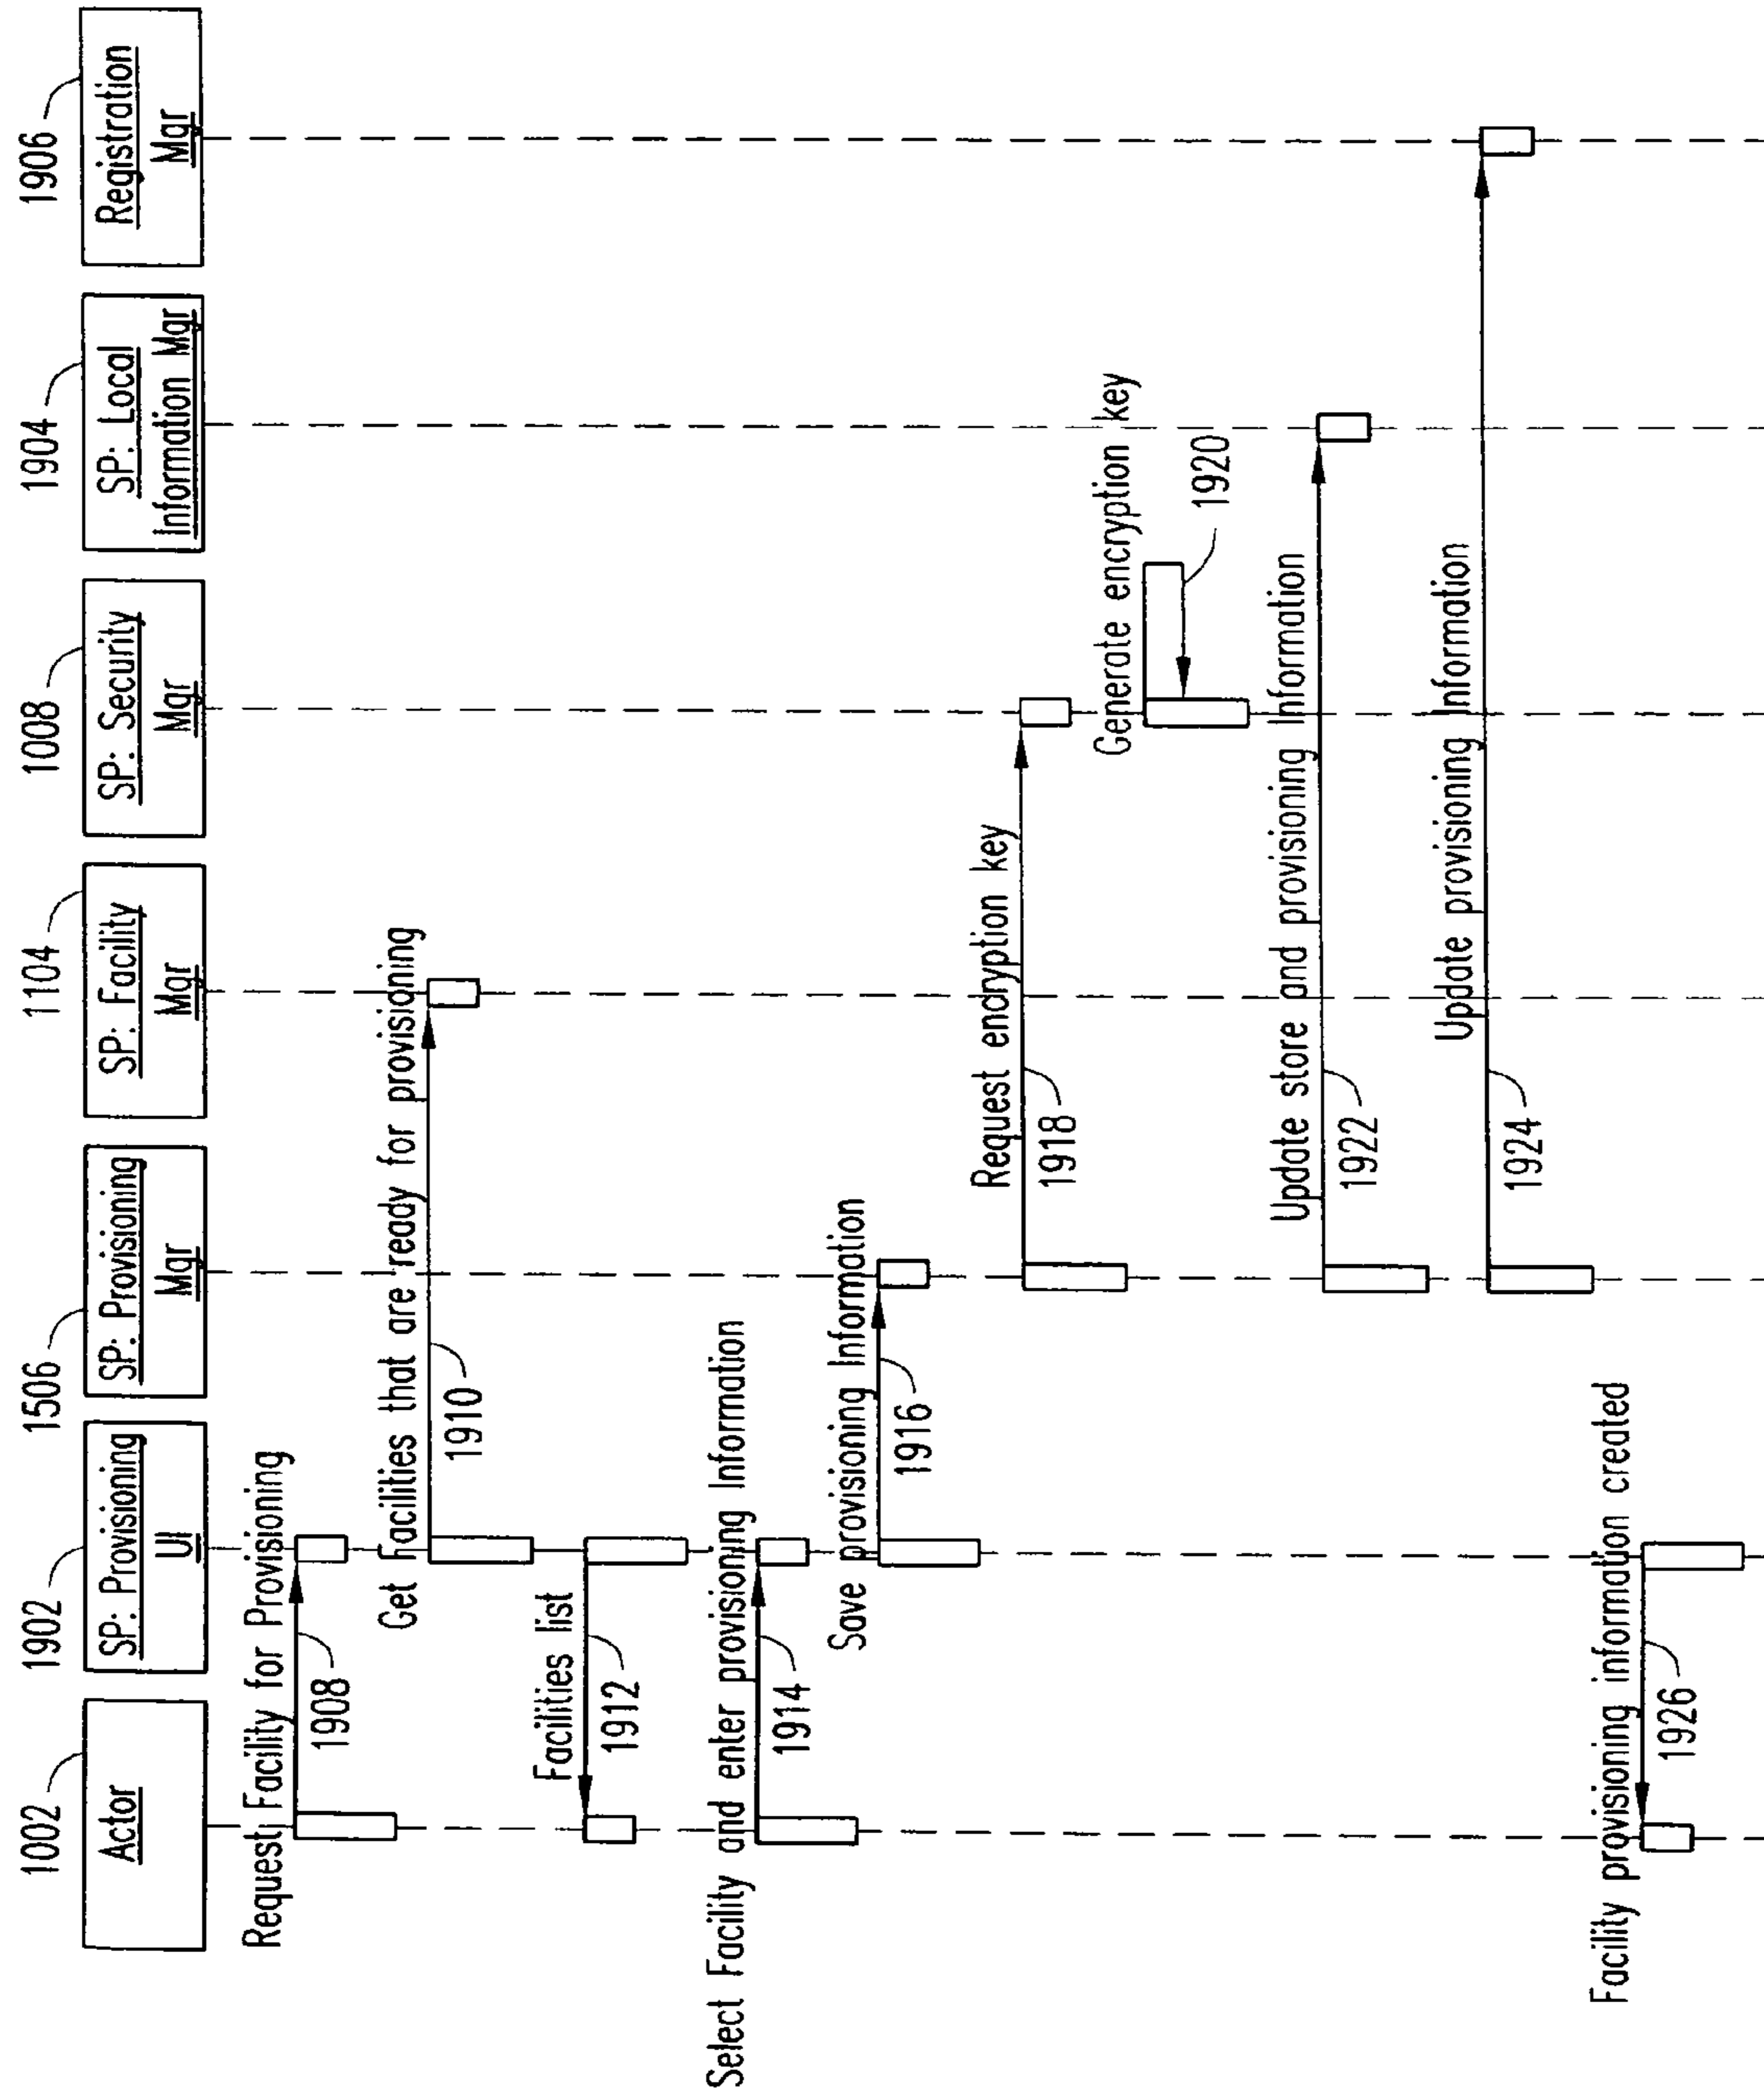 1002
Actor
1902
SP: Provisioning
UI
1506
SP: Provisioning
Mgr
1104
SP: Facility
Mgr
1008
SP: Security
Mgr
1904
SP: Local
Information Mgr
1906
Registration
Mgr
Request Facility for Provisioning
1908
Get Facilities that are ready for provisioning
1910
Facilities list
1912
Select Facility and enter provisioning Information
1914
Save provisioning Information
1916
Request encryption key
1918
Generate encryption key
1920
Update store and provisioning Information
1922
Update provisioning Information
1924
Facility provisioning information created
1926